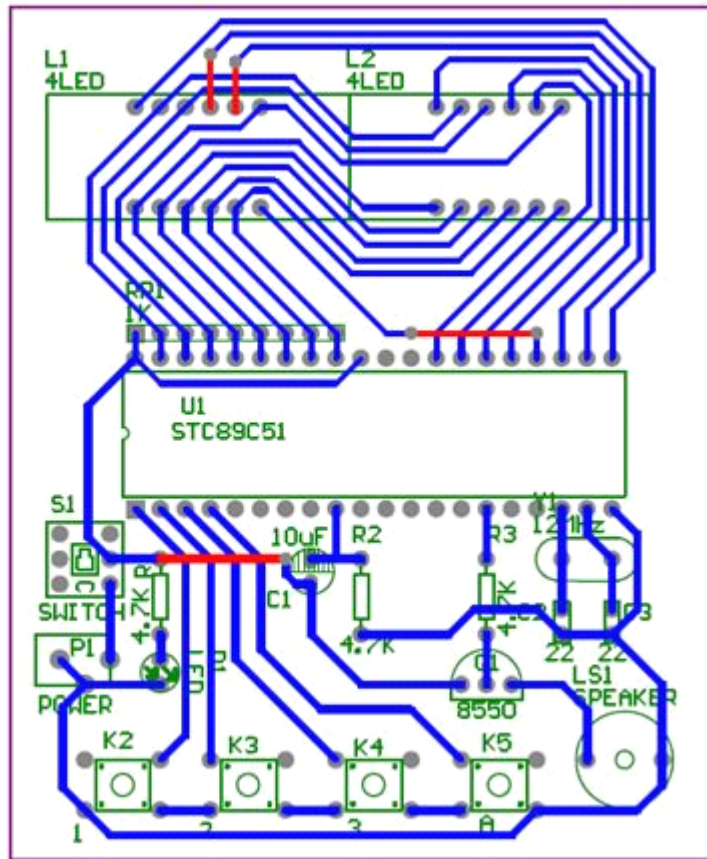 L1
4LED
L2
4LED
RP1
1K
U1
STC89C51
S1
10uF
R2
R3
Y1
12MHz
R
C1
4.7K
4.7K
4.7K
C2
C3
22
22
SWITCH
P1
POWER
D1
Q1
8550
LS1
SPEAKER
K2
K3
K4
K5
1
2
3
A